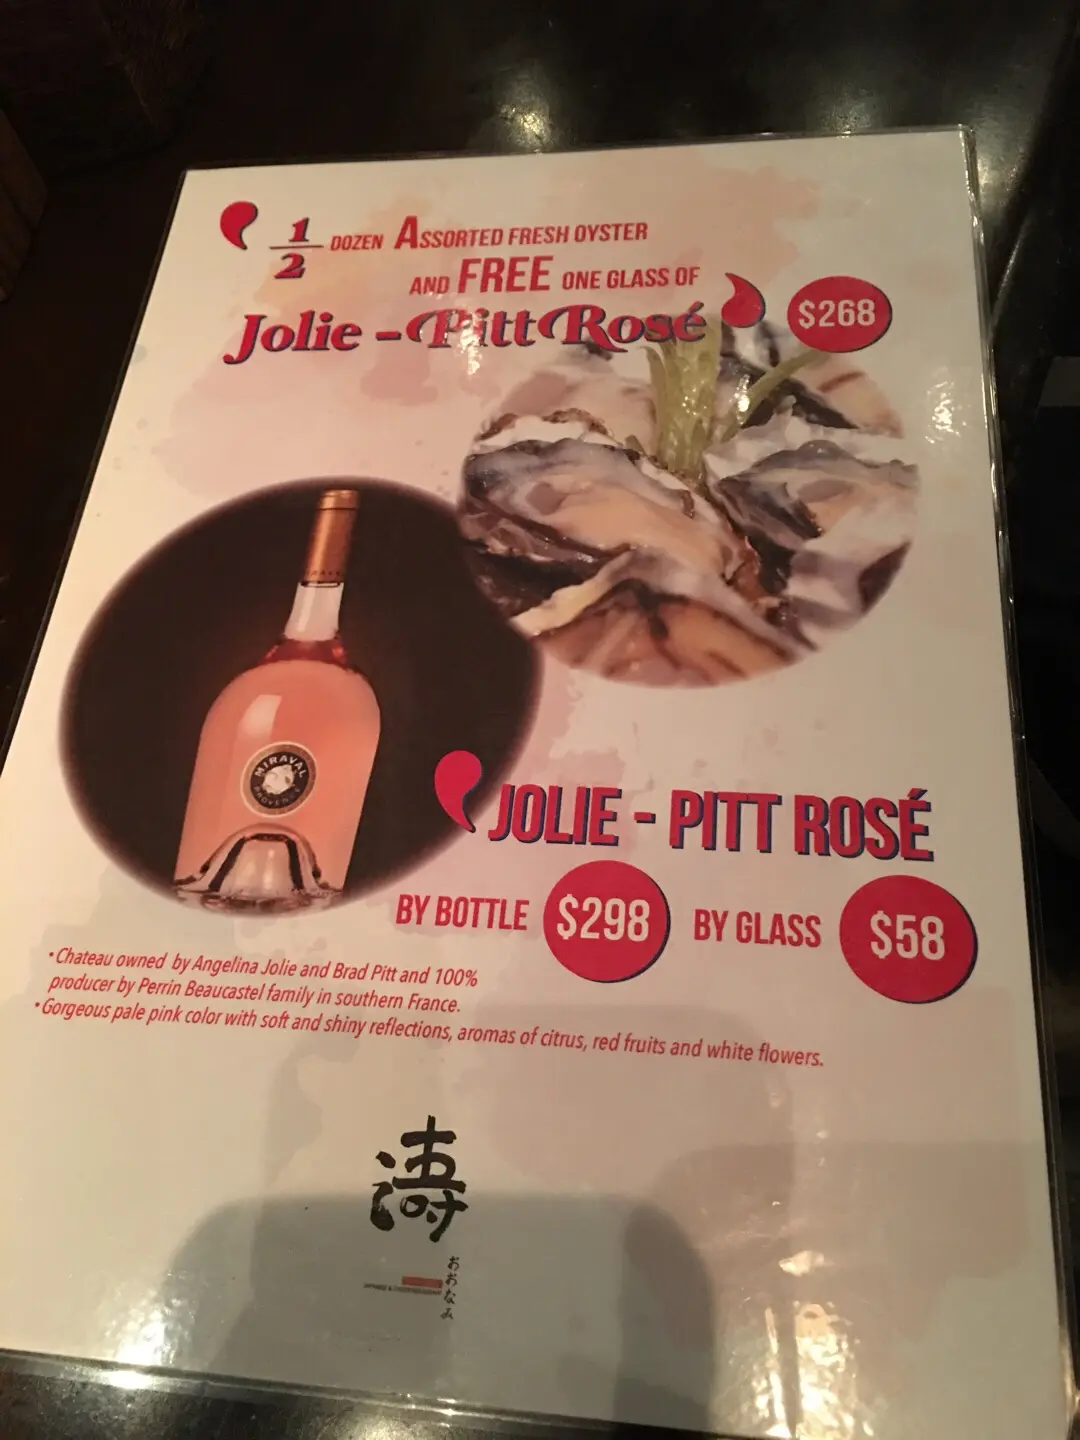 1/2 DOZEN ASSORTED FRESH OYSTER
AND FREE ONE GLASS OF
Jolie - Pitt Rosé
$268
MIRAVAL
PROVENCE
JOLIE - PITT ROSÉ
BY BOTTLE $298 BY GLASS $58
•Chateau owned by Angelina Jolie and Brad Pitt and 100%
producer by Perrin Beaucastel family in southern France.
•Gorgeous pale pink color with soft and shiny reflections, aromas of citrus, red fruits and white flowers.
涛
おおなみ